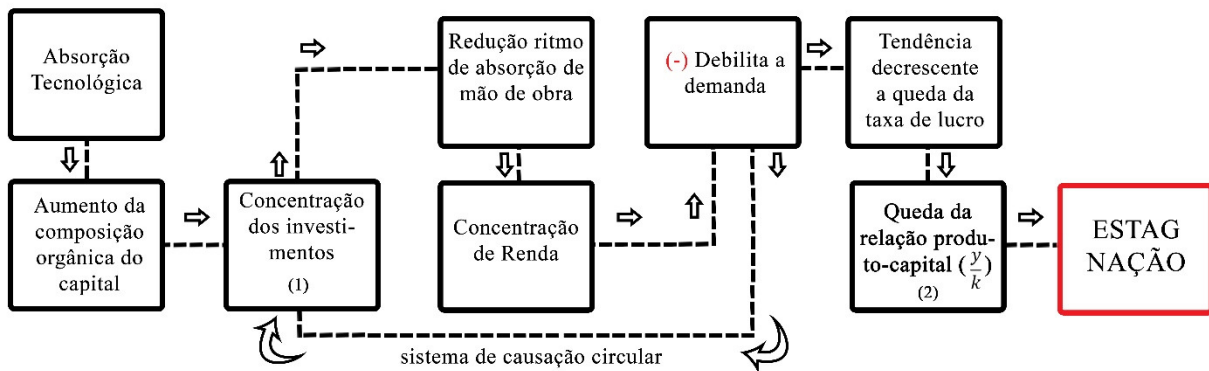 Absorção
Tecnológica
Aumento da
composição
orgânica do
capital
Concentração
dos investi-
mentos
(1)
Redução ritmo
de absorção de
mão de obra
Concentração
de Renda
(-) Debilita a
demanda
Tendência
decrescente
a queda da
taxa de lucro
Queda da
relação produ-
to-capital (y/k)
(2)
ESTAG
NAÇÃO
sistema de causação circular